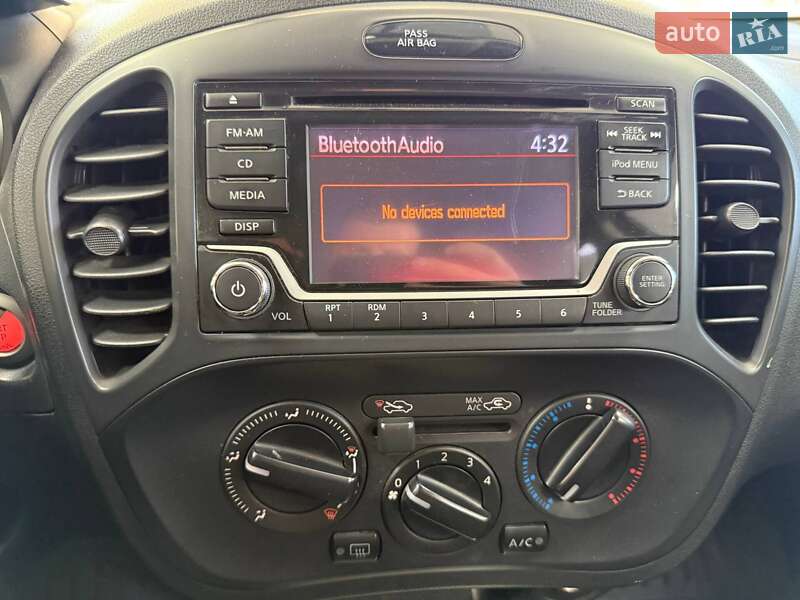 PASS
AIR BAG
auto RIA
.com
SCAN
FM·AM
CD
MEDIA
DISP
BluetoothAudio 4:32
No devices connected
SEEK
TRACK
iPod MENU
BACK
ENTER
SETTING
VOL
RPT
1
RDM
2
3
4
5
6
TUNE
FOLDER
MAX
A/C
0 1 2 3 4
A/C